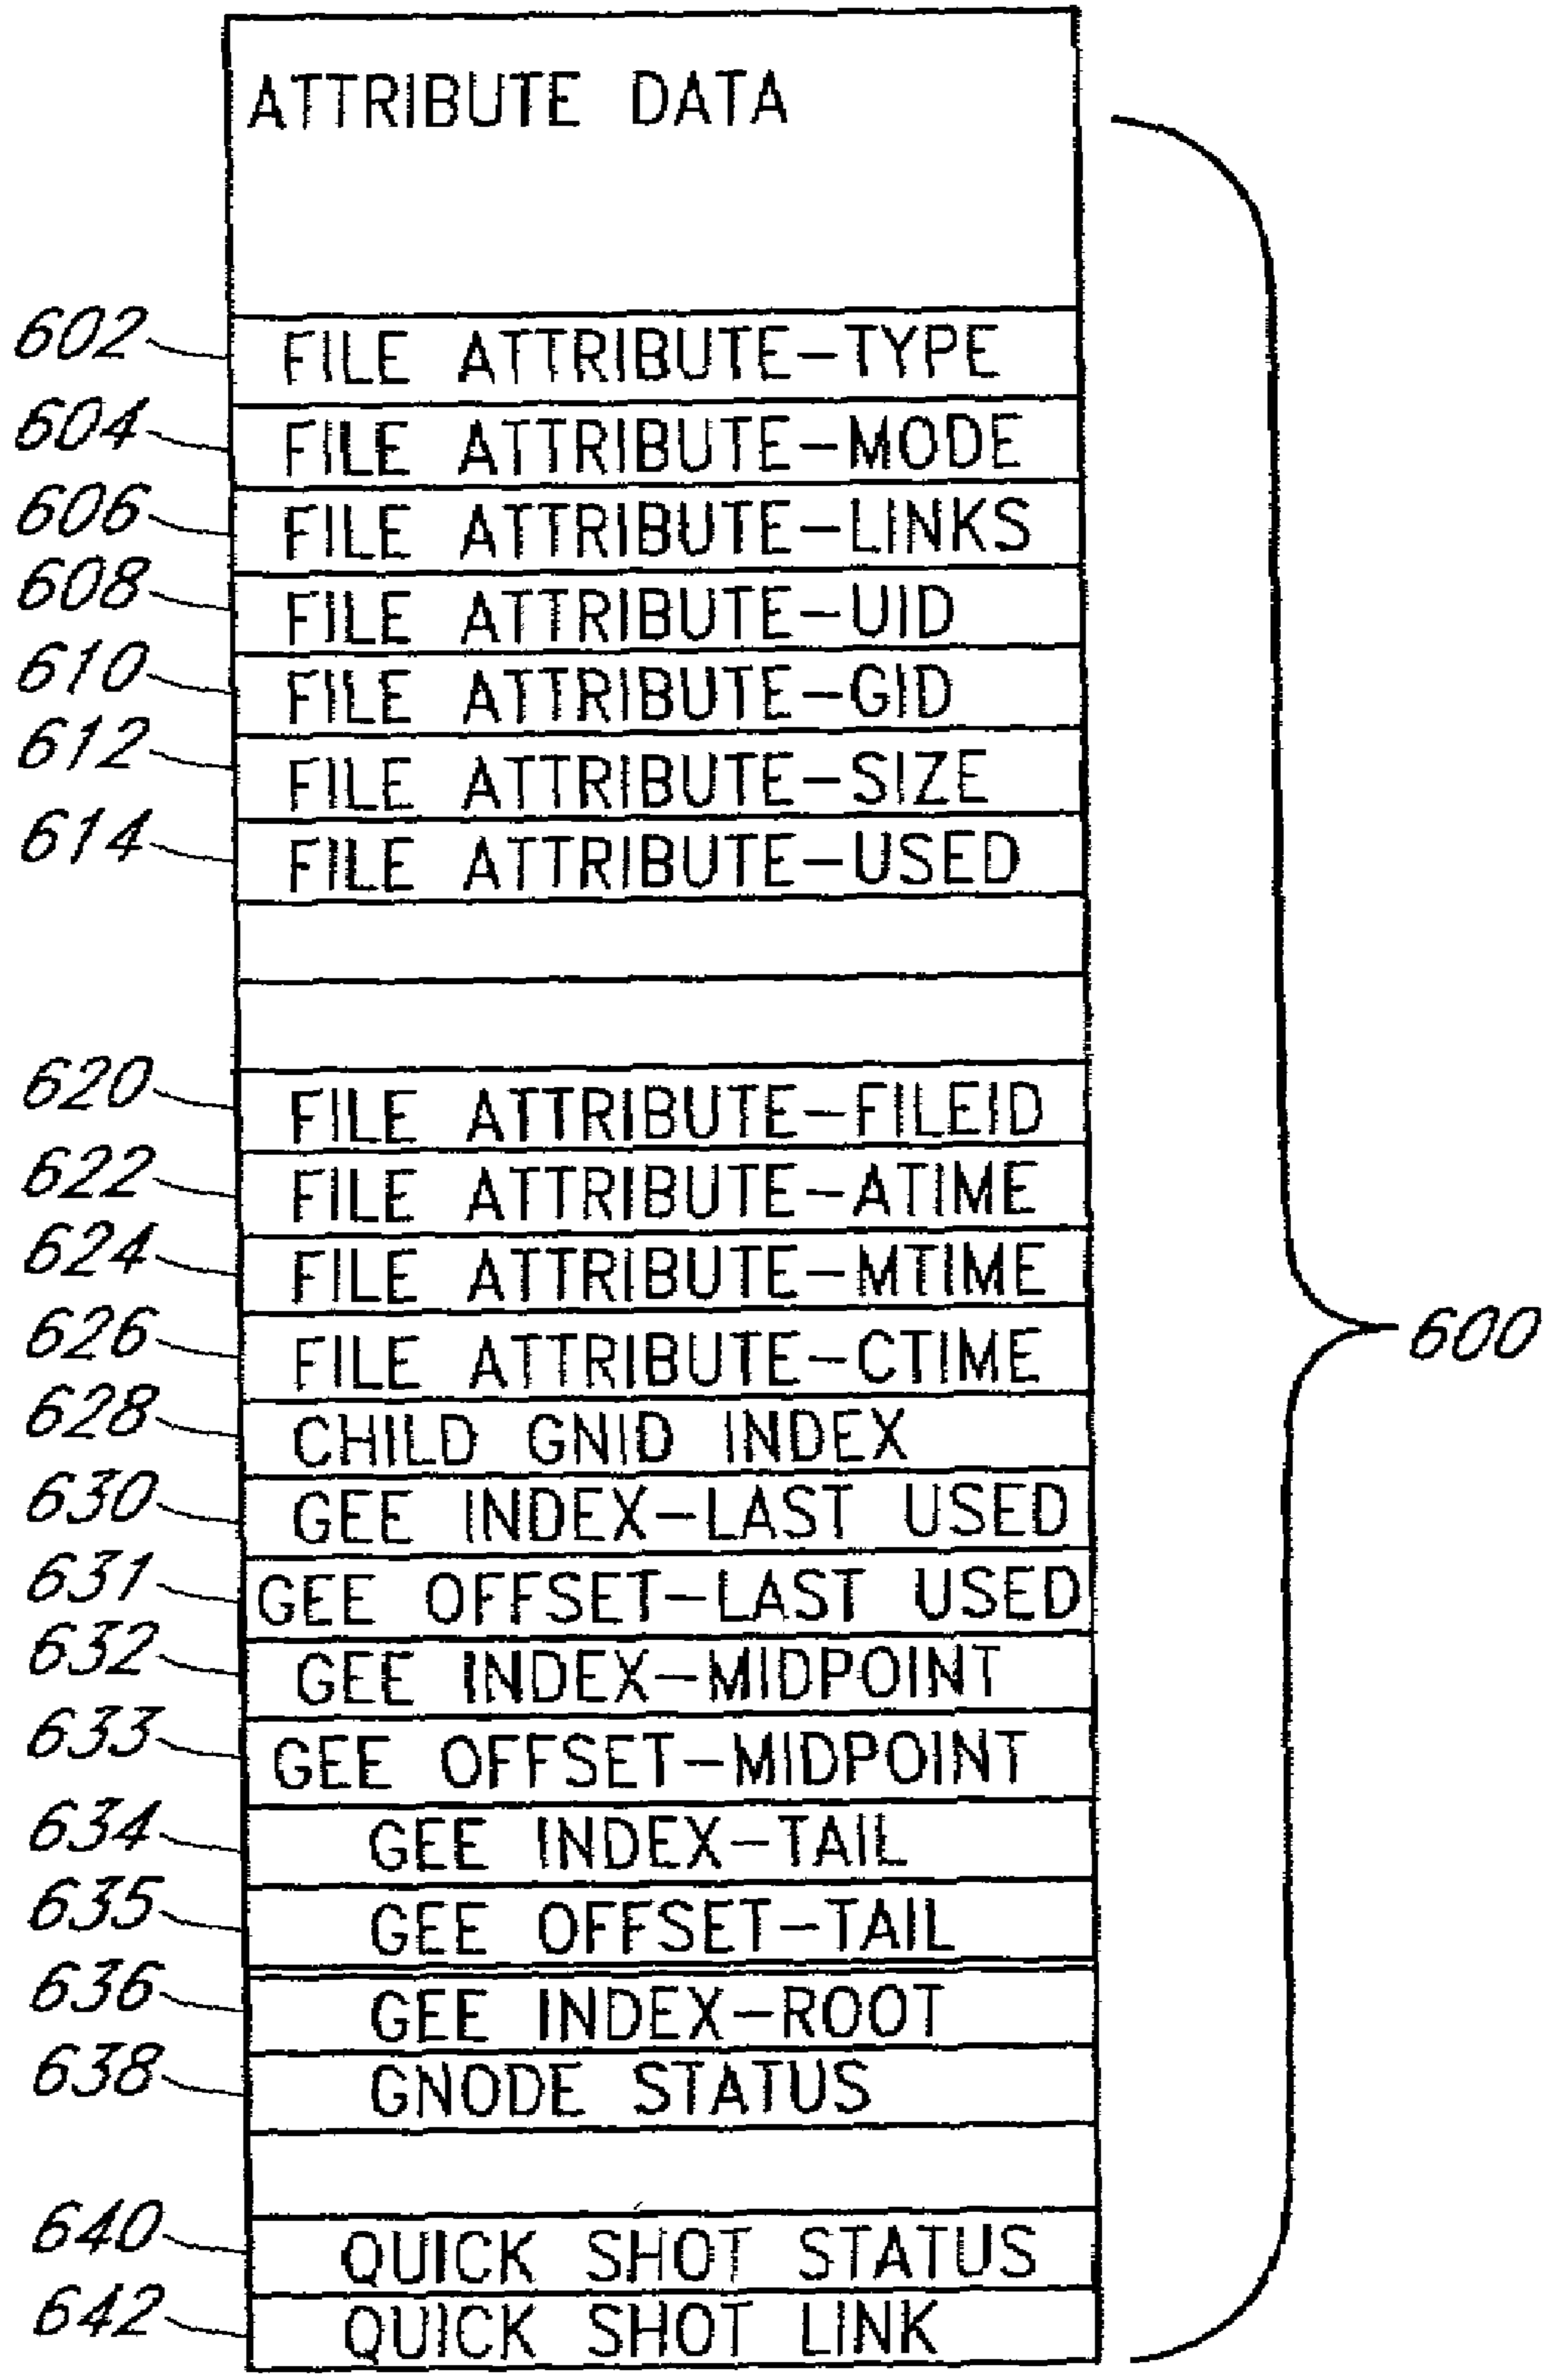 ATTRIBUTE DATA
602 FILE ATTRIBUTE-TYPE
604 FILE ATTRIBUTE-MODE
606 FILE ATTRIBUTE-LINKS
608 FILE ATTRIBUTE-UID
610 FILE ATTRIBUTE-GID
612 FILE ATTRIBUTE-SIZE
614 FILE ATTRIBUTE-USED
620 FILE ATTRIBUTE-FILEID
622 FILE ATTRIBUTE-ATIME
624 FILE ATTRIBUTE-MTIME
626 FILE ATTRIBUTE-CTIME
600
628 CHILD GNID INDEX
630 GEE INDEX-LAST USED
631 GEE OFFSET-LAST USED
632 GEE INDEX-MIDPOINT
633 GEE OFFSET-MIDPOINT
634 GEE INDEX-TAIL
635 GEE OFFSET-TAIL
636 GEE INDEX-ROOT
638 GNODE STATUS
640 QUICK SHOT STATUS
642 QUICK SHOT LINK